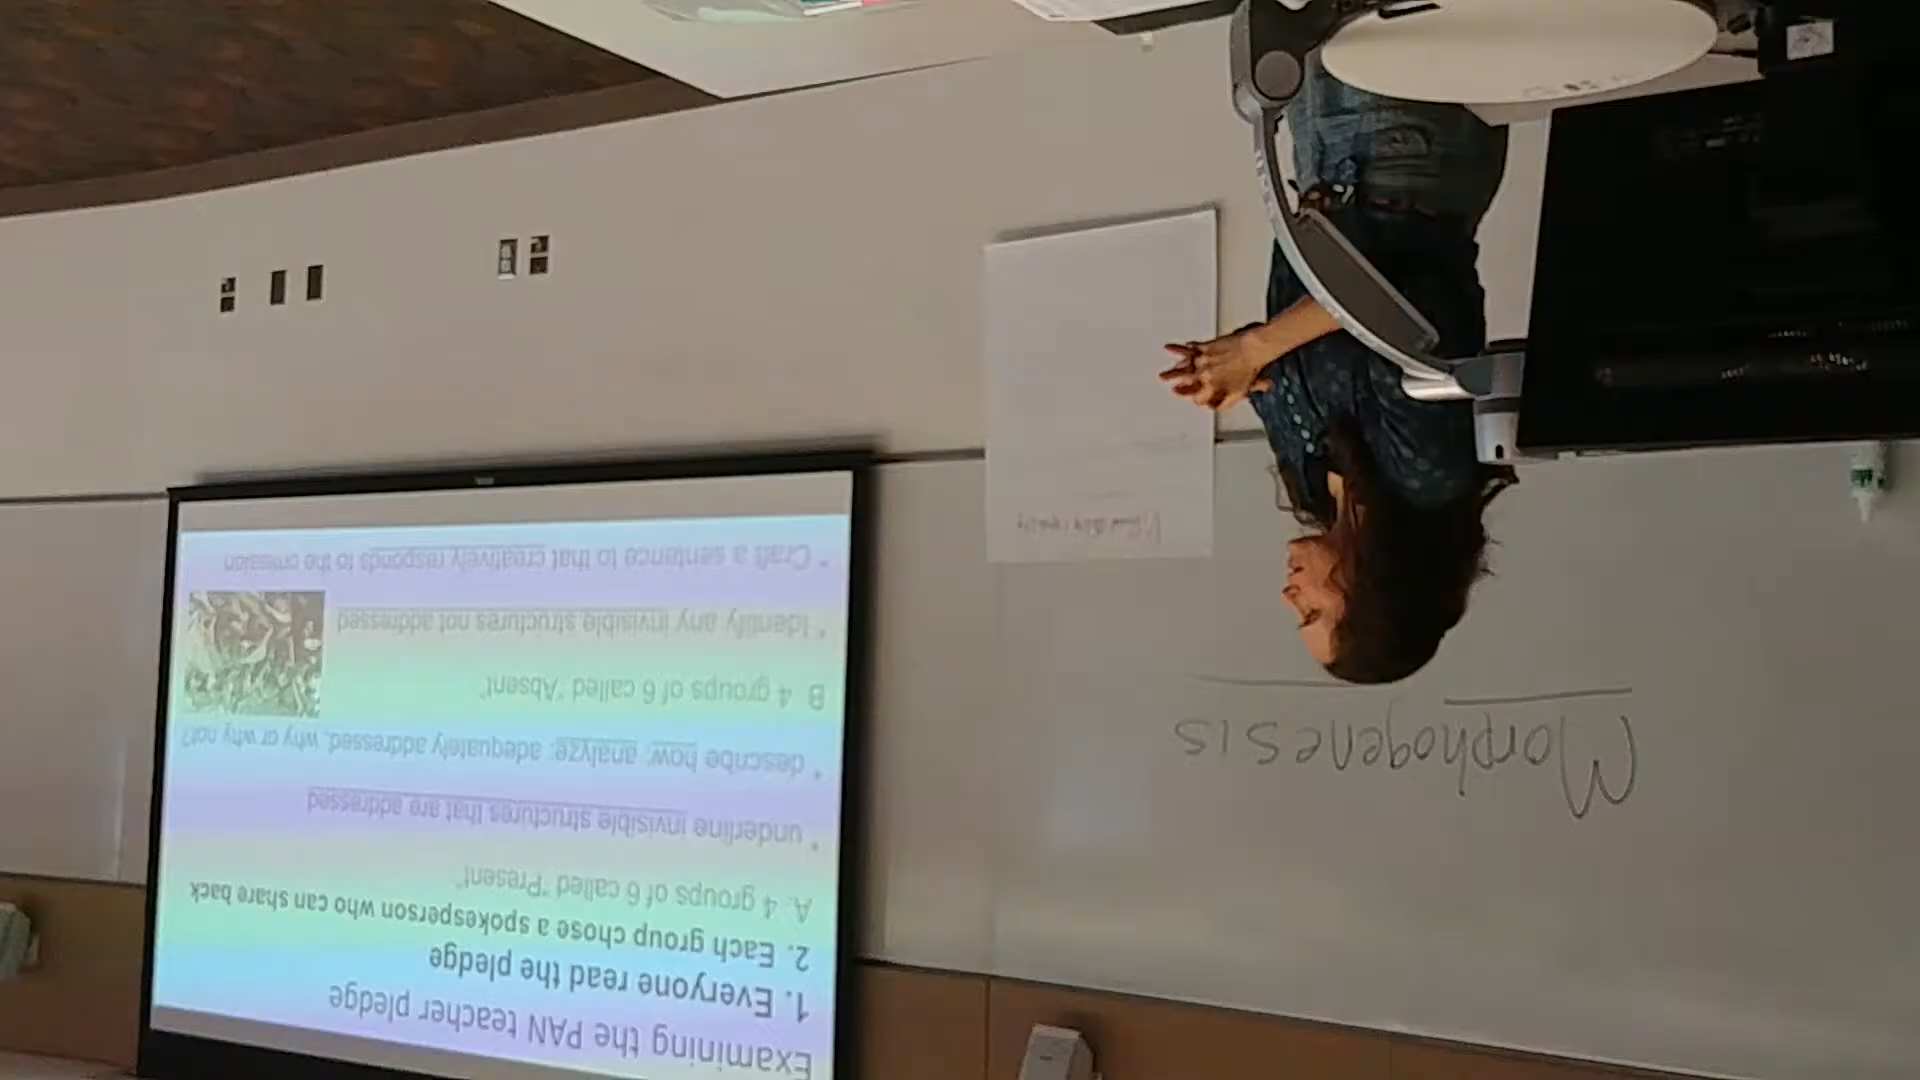 Examining the PAN teacher pledge
1. Everyone read the pledge
2. Each group chose a spokesperson who can share back
A. 4 groups of 6 called "Present"
* underline invisible structures that are addressed
* describe how; analyze: adequately addressed, why or why not?
B 4 groups of 6 called "Absent"
* Identify any invisible structures not addressed
* Craft a sentence to that creatively responds to the omission
Morphogenesis